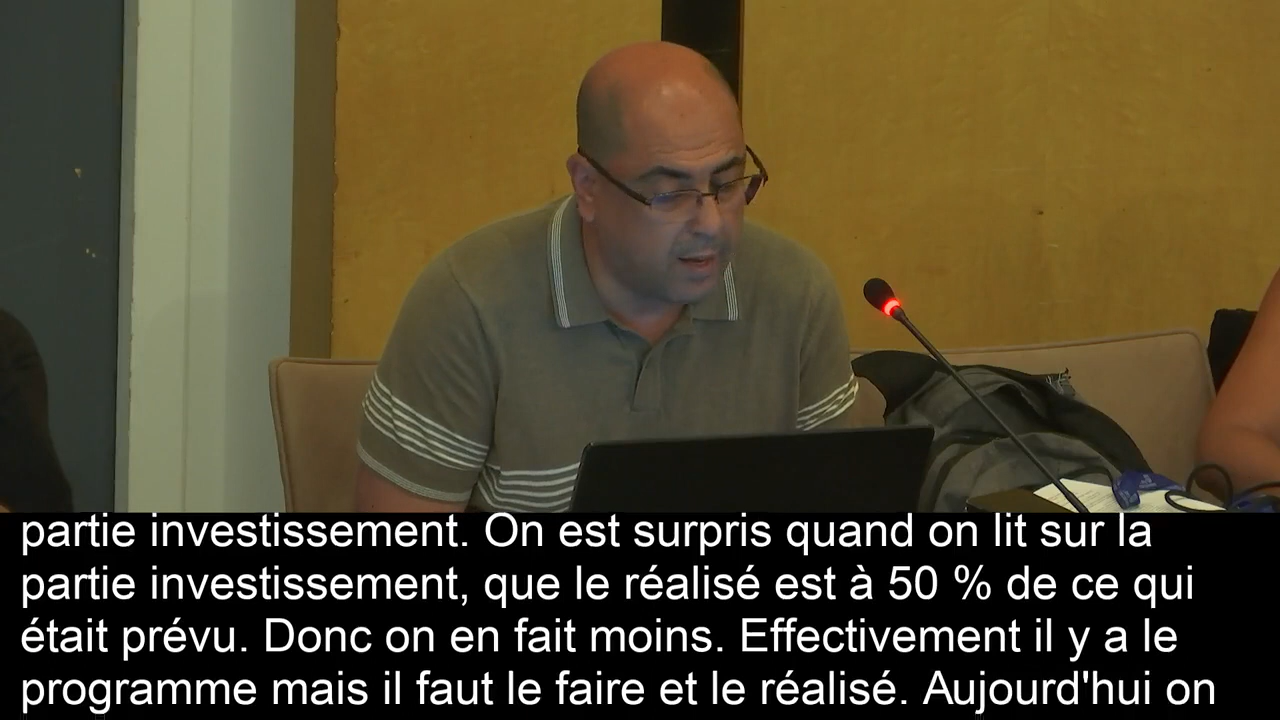 partie investissement. On est surpris quand on lit sur la
partie investissement, que le réalisé est à 50 % de ce qui
était prévu. Donc on en fait moins. Effectivement il y a le
programme mais il faut le faire et le réalisé. Aujourd'hui on